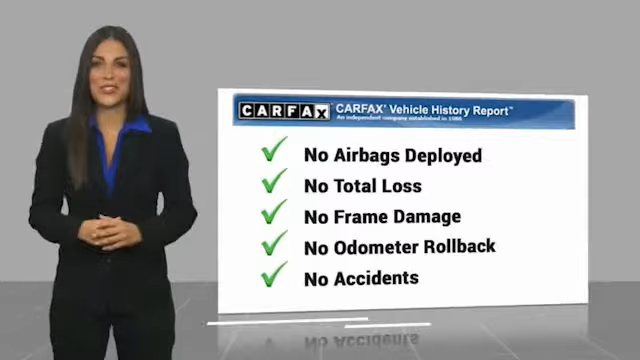 CARFAX CARFAX® Vehicle History Report™
An independent company established in 1986
No Airbags Deployed
No Total Loss
No Frame Damage
No Odometer Rollback
No Accidents